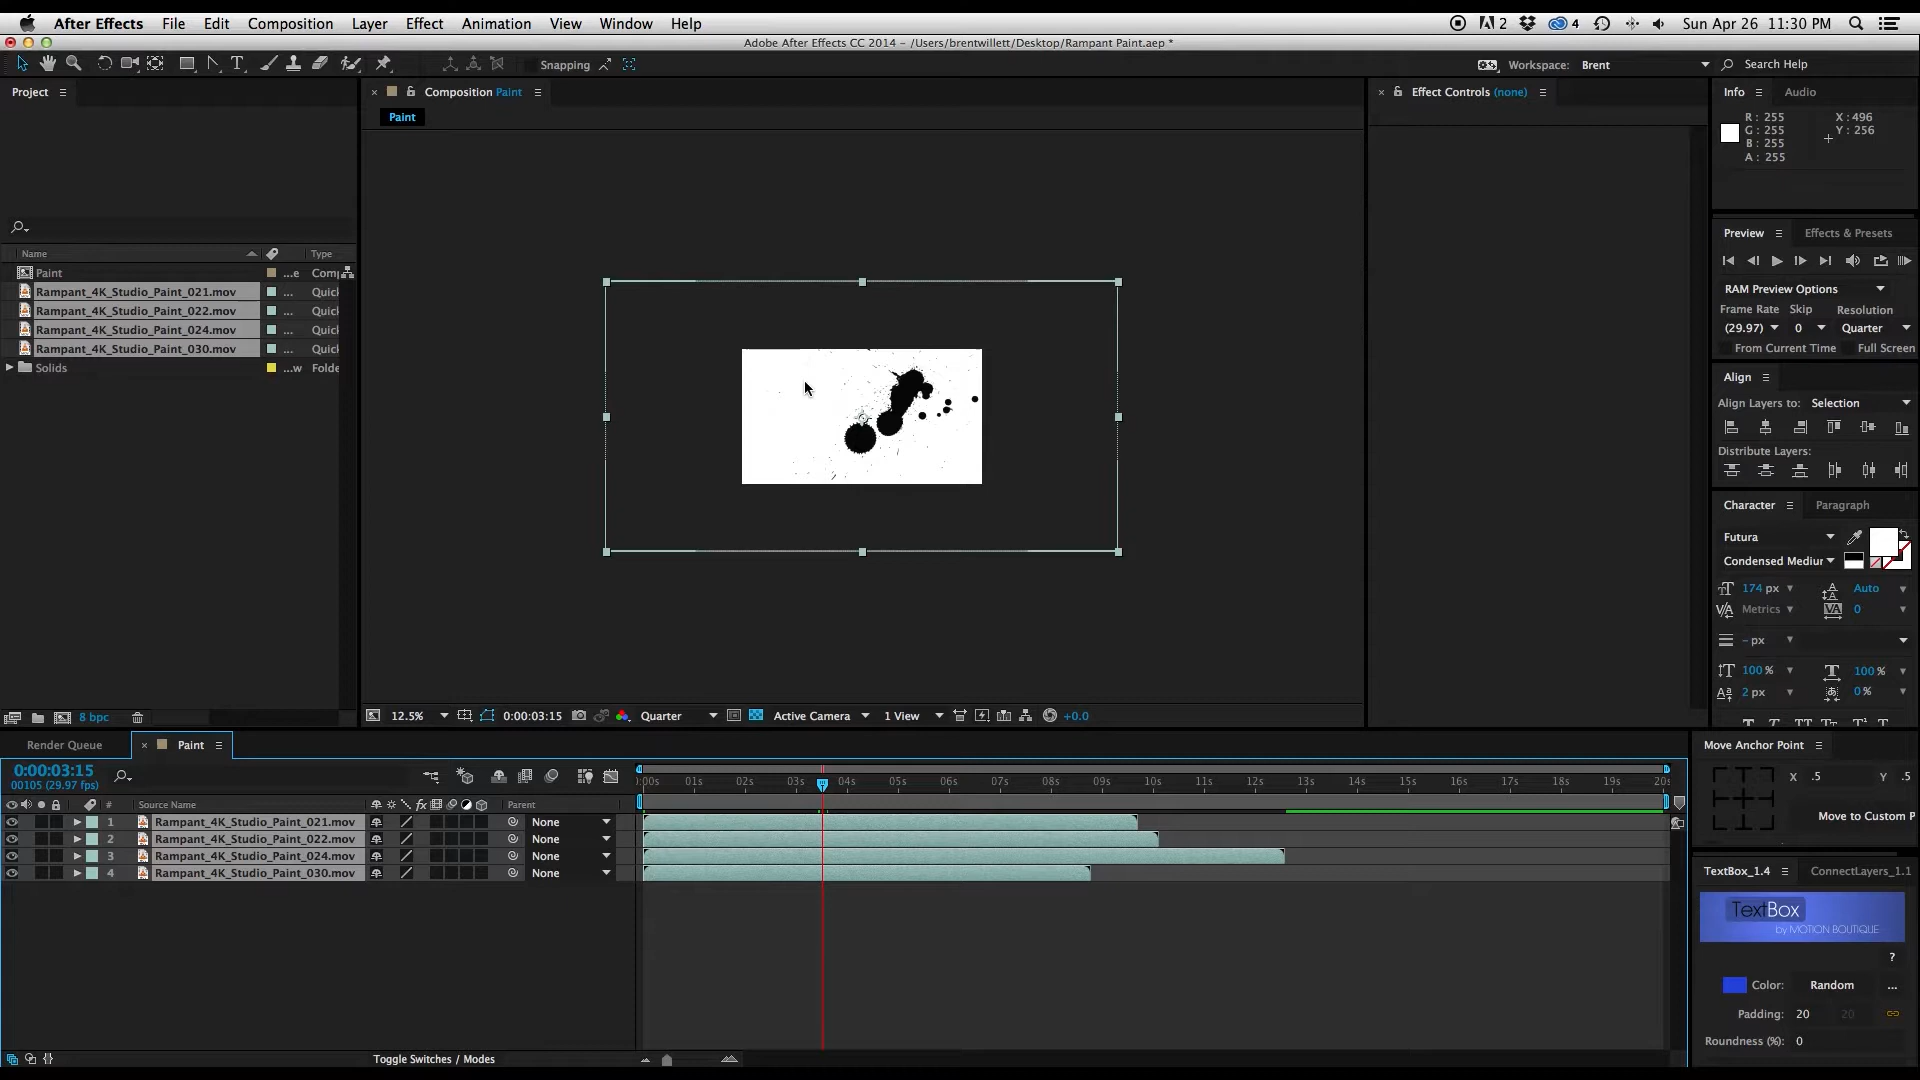 After Effects File Edit Composition Layer Effect Animation View Window Help 2 4 Sun Apr 26 11:30 PM
Adobe After Effects CC 2014 - /Users/brentwillett/Desktop/Rampant Paint.aep *
Snapping Workspace: Brent Search Help
Project Composition Paint Effect Controls (none) Info Audio
Paint
R : 255 X : 496
G : 255 Y : 256
B : 255
A : 255
Preview Effects & Presets
Name Type
Paint ...e Com
Rampant_4K_Studio_Paint_021.mov ... Quick
Rampant_4K_Studio_Paint_022.mov ... Quick
Rampant_4K_Studio_Paint_024.mov ... Quick
Rampant_4K_Studio_Paint_030.mov ... Quick
Solids ...w Folde
RAM Preview Options
Frame Rate Skip Resolution
(29.97) 0 Quarter
From Current Time Full Screen
Align
Align Layers to: Selection
Distribute Layers:
Character Paragraph
Futura
Condensed Mediur
174 px Auto
Metrics 0
- px
100 % 100 %
2 px 0 %
8 bpc 12.5% 0:00:03:15 Quarter Active Camera 1 View +0.0
Render Queue Paint
0:00:03:15
00105 (29.97 fps)
:00s 01s 02s 03s 04s 05s 06s 07s 08s 09s 10s 11s 12s 13s 14s 15s 16s 17s 18s 19s 20s
# Source Name fx Parent
1 Rampant_4K_Studio_Paint_021.mov None
2 Rampant_4K_Studio_Paint_022.mov None
3 Rampant_4K_Studio_Paint_024.mov None
4 Rampant_4K_Studio_Paint_030.mov None
Toggle Switches / Modes
Move Anchor Point
X .5 Y .5
Move to Custom P
TextBox_1.4 ConnectLayers_1.1
TextBox
by MOTION BOUTIQUE
?
Color: Random ...
Padding: 20 20
Roundness (%): 0